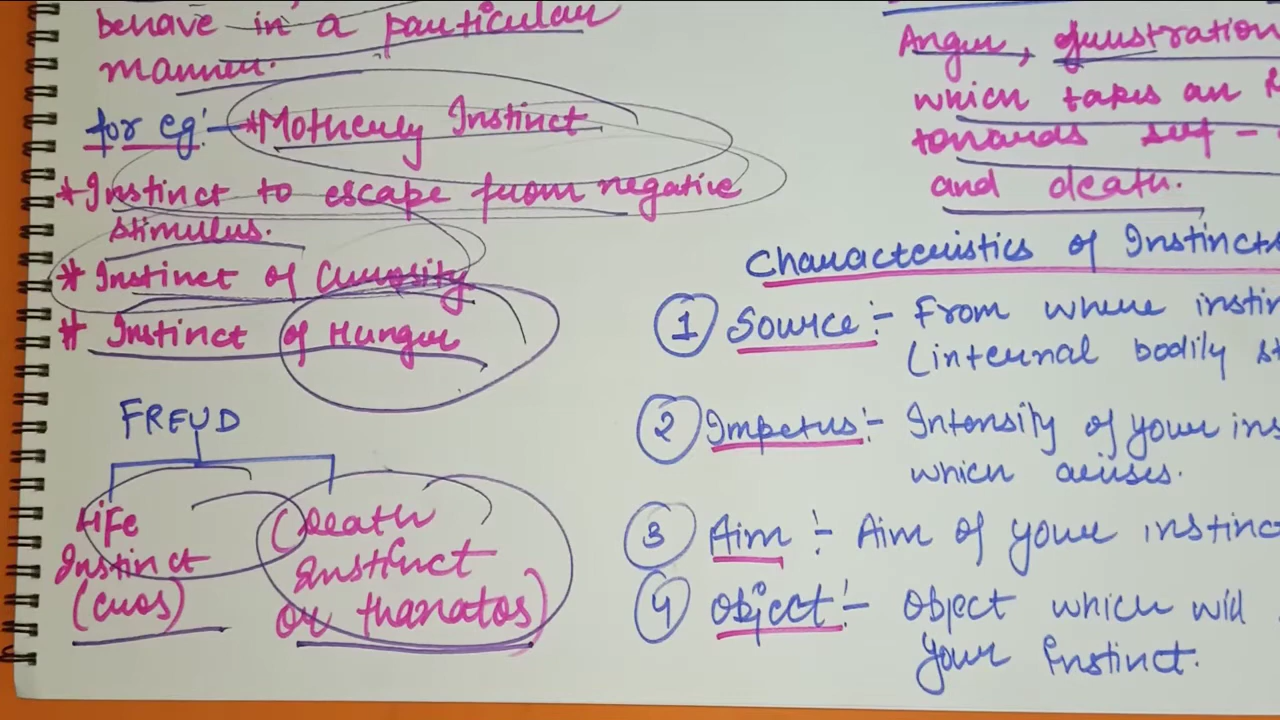 behave in a particular
manner.
for eg:- *Motherly Instinct
*Instinct to escape from negative
stimulus.
* Instinct of Curosity
# Instinct of Hunger
FREUD
Life
Instinct
(Eros)
(Death
Instinct
or thanatos)
Anger, frustration
which takes an
towards self -
and death.
Characteristics of Instincts
1 Source:- From where instin
(internal bodily st
2 Impetus:- Intensity of your ins
which arises.
3 Aim :- Aim of your instinc
4 Object:- Object which will
your instinct.